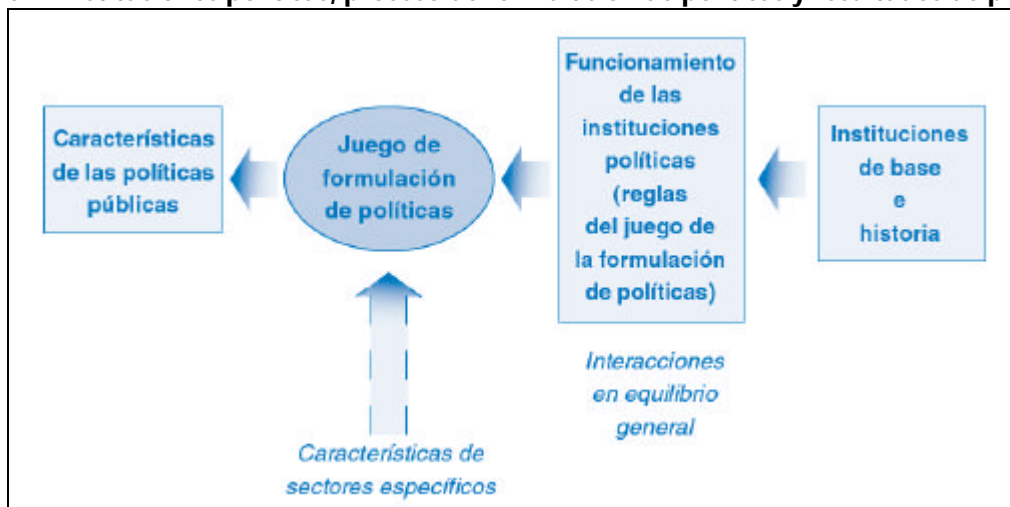 Características
de las políticas
públicas
Juego de
formulación
de políticas
Funcionamiento
de las
instituciones
políticas
(reglas
del juego de
la formulación
de políticas)
Instituciones
de base
e
historia
Interacciones
en equilibrio
general
Características de
sectores específicos